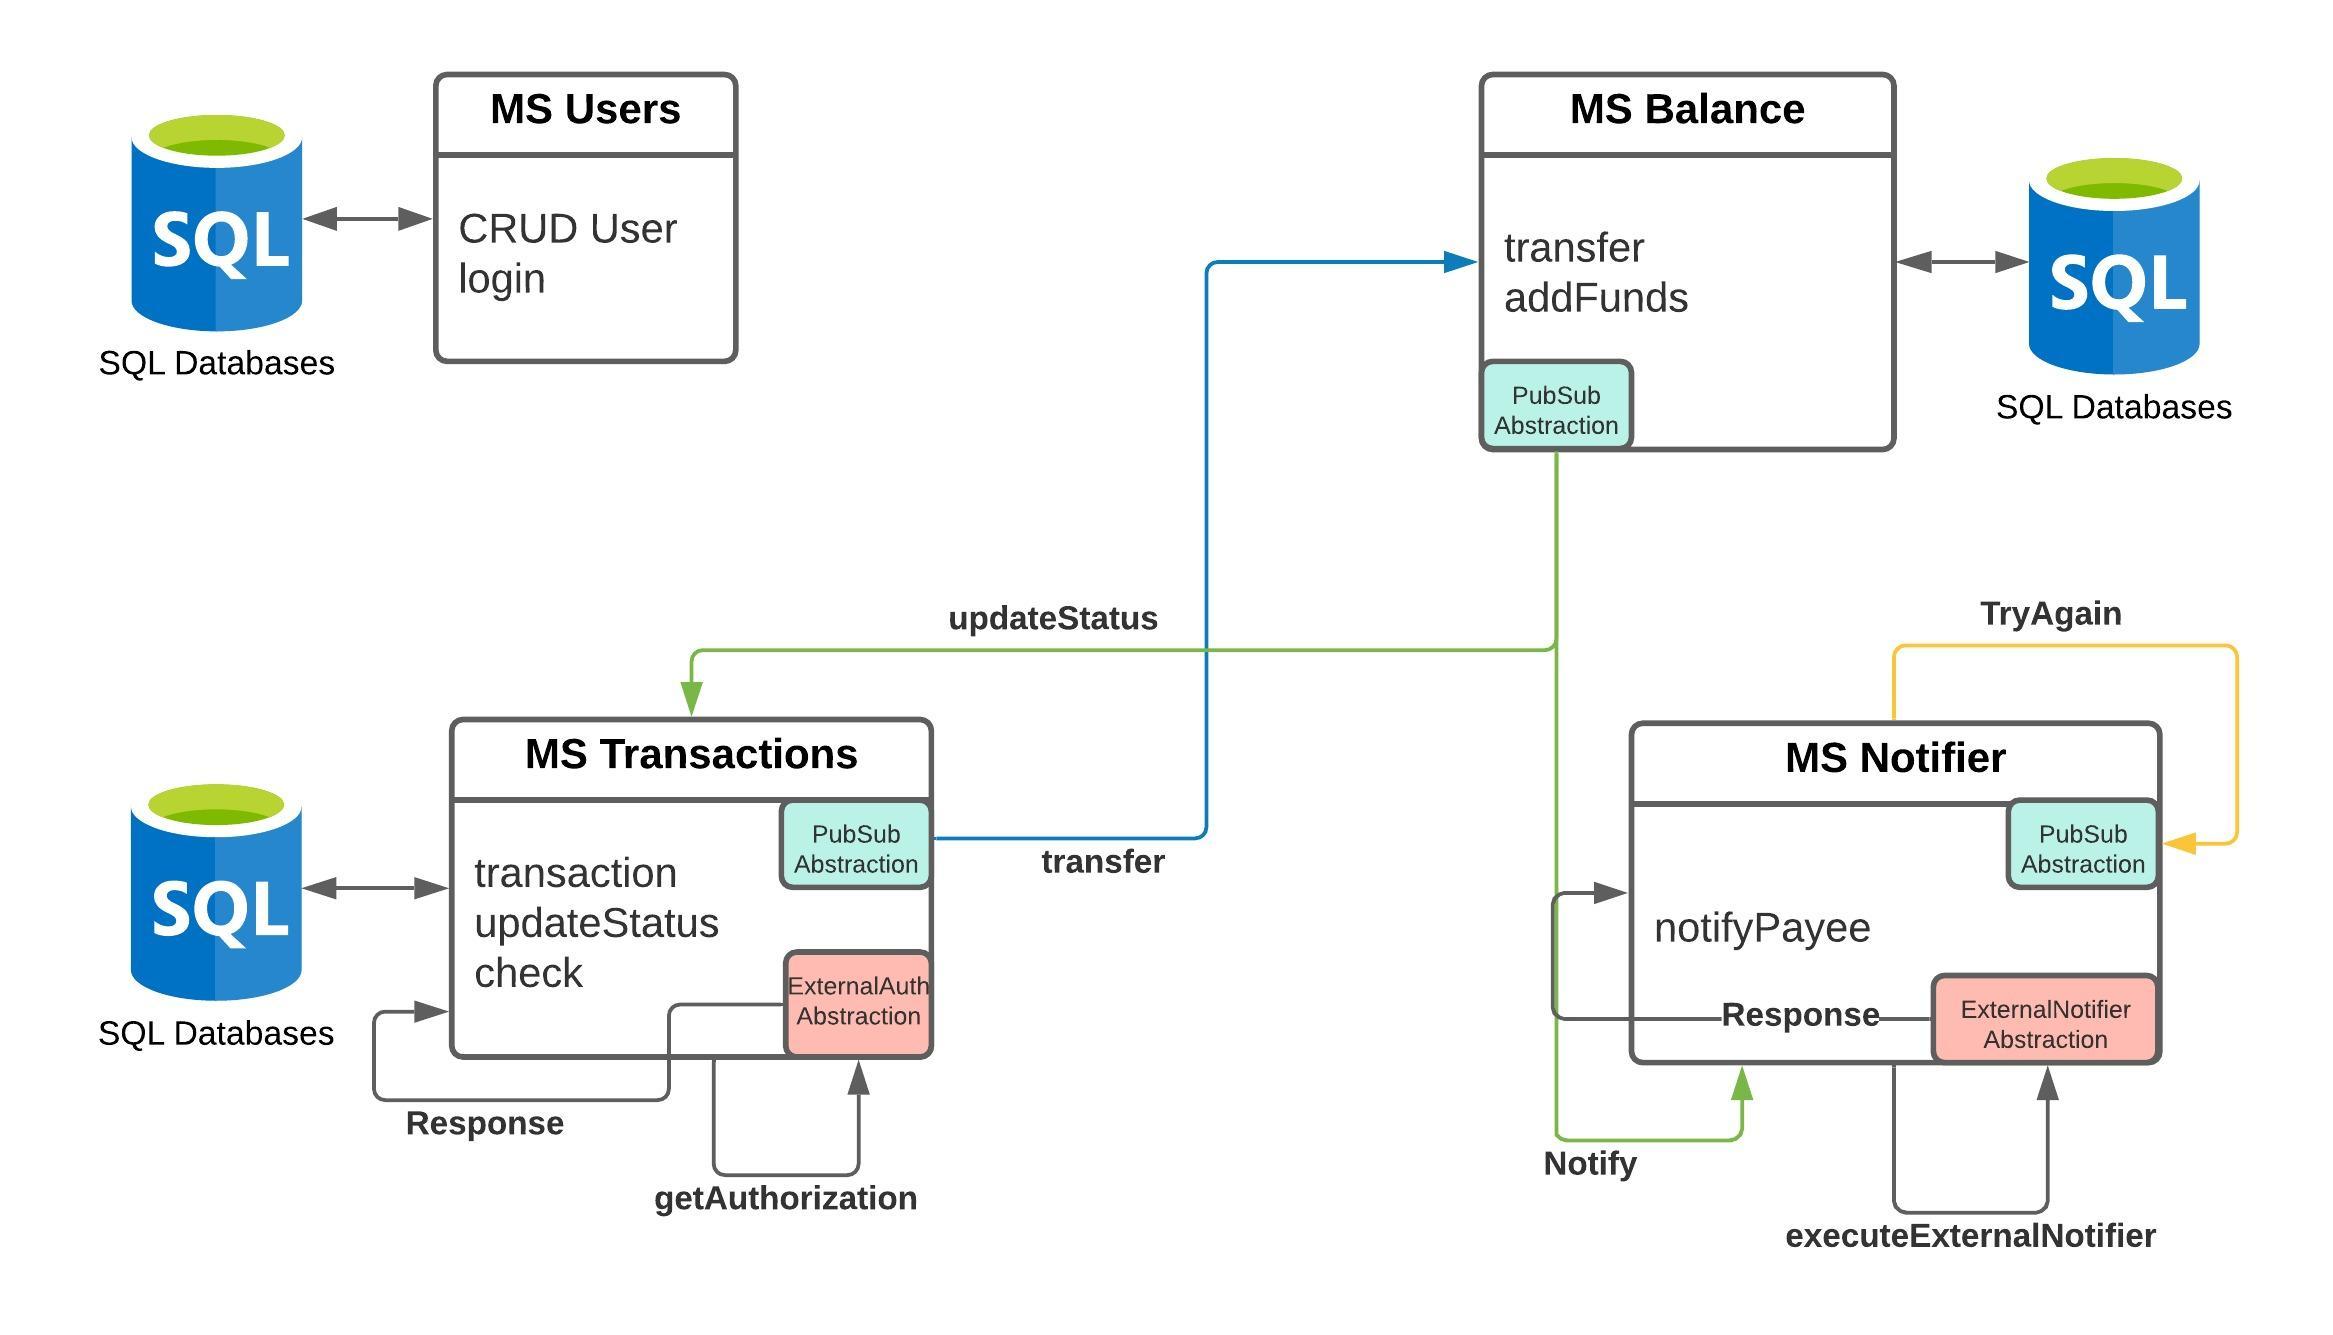 MS Users
SQL
CRUD User
login
SQL Databases
MS Balance
transfer
addFunds
PubSub
Abstraction
SQL
SQL Databases
updateStatus
TryAgain
MS Transactions
PubSub
Abstraction
transaction
updateStatus
check
ExternalAuth
Abstraction
SQL
SQL Databases
transfer
Response
getAuthorization
MS Notifier
PubSub
Abstraction
notifyPayee
Response
ExternalNotifier
Abstraction
Notify
executeExternalNotifier